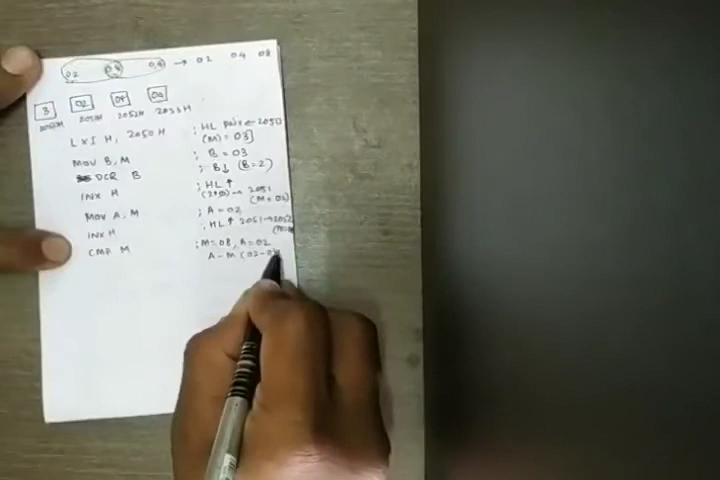 02 08 04 → 02 04 08
3 02 08 04
2050H 2051H 2052H 2053H
LXI H, 2050H ; HL pair ← 2050
(M) = 03]
MOV B, M ; B = 03
DCR B ; B↓ (B=2)
INX H ; HL ↑
(2050) → 2051
(M = 02)
MOV A, M ; A = 02
INX H ; HL ↑ 2051→2052
CMP M ; M=08, A=02
A - M (02-08